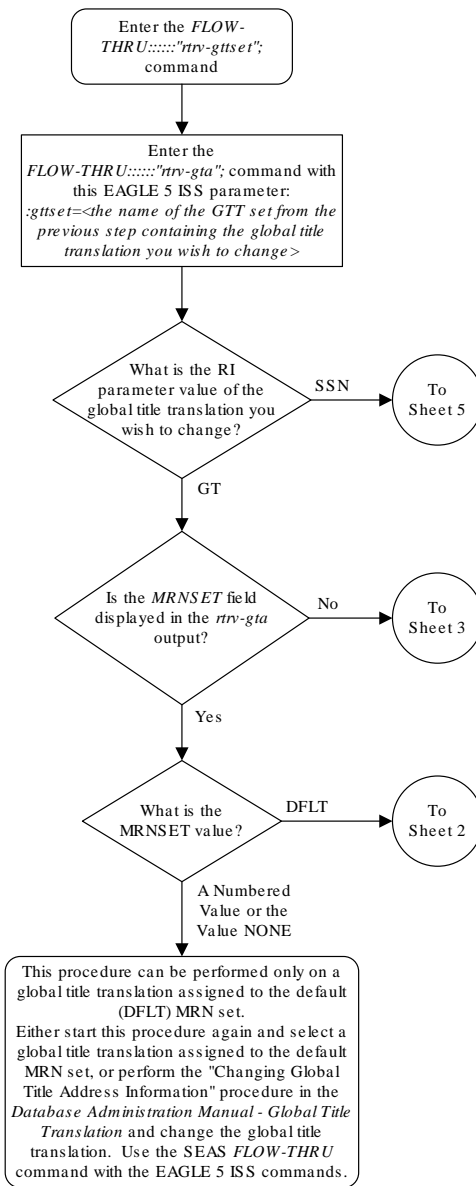 Enter the FLOW-
THRU::::::"rtrv-gttset";
command
Enter the
FLOW-THRU::::::"rtrv-gta"; command with
this EAGLE 5 ISS parameter:
:gttset=<the name of the GTT set from the
previous step containing the global title
translation you wish to change>
What is the RI
parameter value of the
global title translation you
wish to change?
SSN
To
Sheet 5
GT
Is the MRNSET field
displayed in the rtrv-gta
output?
No
To
Sheet 3
Yes
What is the
MRNSET value?
DFLT
To
Sheet 2
A Numbered
Value or the
Value NONE
This procedure can be performed only on a
global title translation assigned to the default
(DFLT) MRN set.
Either start this procedure again and select a
global title translation assigned to the default
MRN set, or perform the "Changing Global
Title Address Information" procedure in the
Database Administration Manual - Global Title
Translation and change the global title
translation. Use the SEAS FLOW-THRU
command with the EAGLE 5 ISS commands.